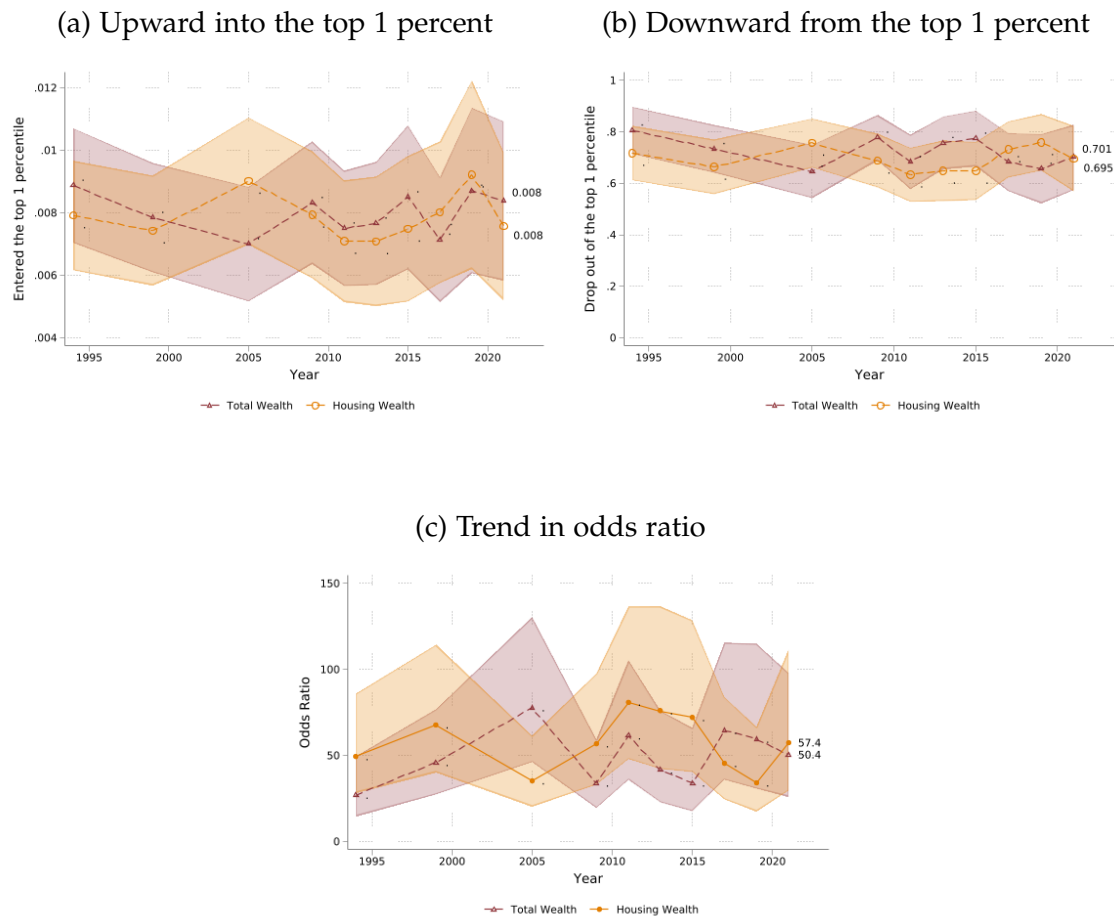 (a) Upward into the top 1 percent
(b) Downward from the top 1 percent
Entered the top 1 percentile
.012
.01
.008
.006
.004
0.008
0.008
1995
2000
2005
2010
2015
2020
Year
Total Wealth
Housing Wealth
Drop out of the top 1 percentile
1
.8
.6
.4
.2
0
0.701
0.695
1995
2000
2005
2010
2015
2020
Year
Total Wealth
Housing Wealth
(c) Trend in odds ratio
Odds Ratio
150
100
50
0
57.4
50.4
1995
2000
2005
2010
2015
2020
Year
Total Wealth
Housing Wealth